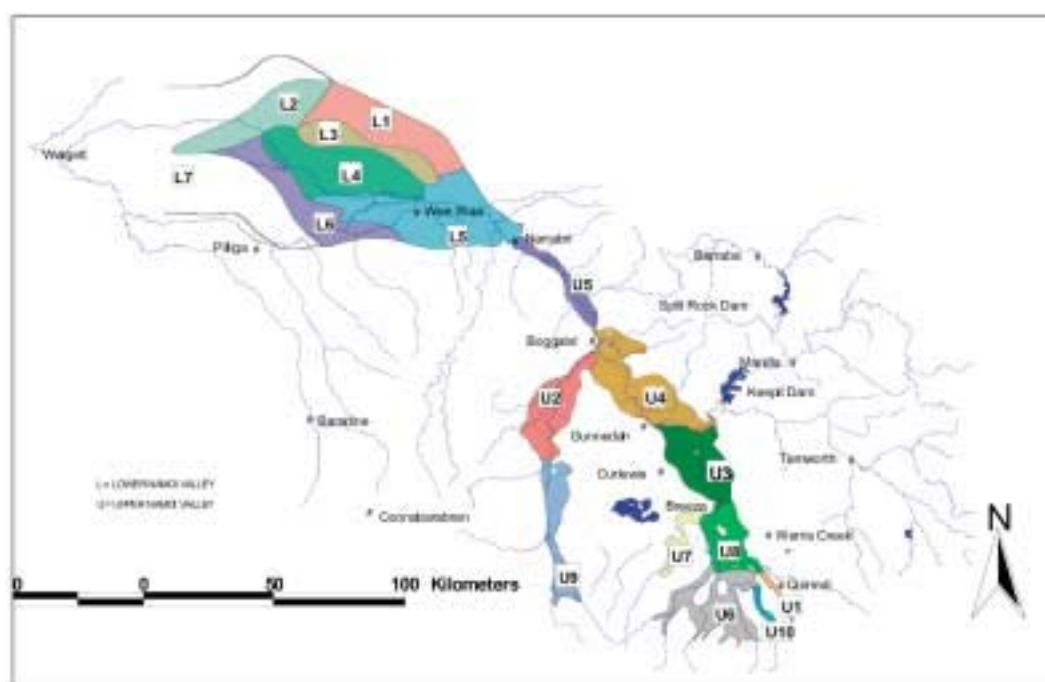 L2
L1
L3
Walgett
L4
L7
Wee Waa
L6
L5
Narrabri
Pilliga
Barraba
U5
Split Rock Dam
Boggabri
Manilla
U2
U4
Keepit Dam
Baradine
Gunnedah
Tamworth
Curlewis
U3
L = LOWER NAMOI VALLEY
U = UPPER NAMOI VALLEY
Breeza
Coonabarabran
Werris Creek
N
U8
U7
0 0 50 100 Kilometers
U9
Quirindi
U1
U6
U10